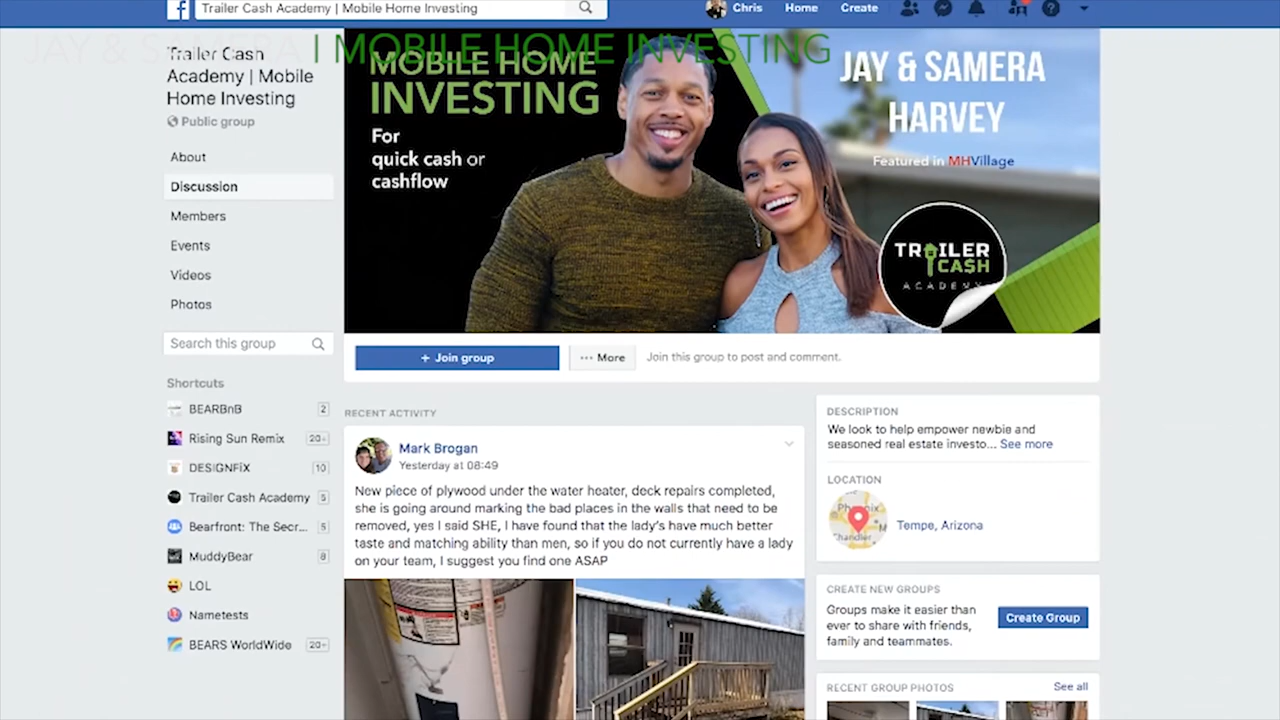 Trailer Cash Academy | Mobile Home Investing
Chris
Home
Create
JAY & SAMERA | MOBILE HOME INVESTING
Trailer Cash
Academy | Mobile
Home Investing
Public group
About
Discussion
Members
Events
Videos
Photos
Search this group
Shortcuts
BEARBnB 2
Rising Sun Remix 20+
DESIGNFiX 10
Trailer Cash Academy 5
Bearfront: The Secr... 5
MuddyBear 8
LOL
Nametests
BEARS WorldWide 20+
MOBILE HOME
INVESTING
For
quick cash or
cashflow
JAY & SAMERA
HARVEY
Featured in MHVillage
TRAILER
CA$H
ACADEMY
+ Join group
··· More
Join this group to post and comment.
RECENT ACTIVITY
Mark Brogan
Yesterday at 08:49
New piece of plywood under the water heater, deck repairs completed,
she is going around marking the bad places in the walls that need to be
removed, yes I said SHE, I have found that the lady's have much better
taste and matching ability than men, so if you do not currently have a lady
on your team, I suggest you find one ASAP
DESCRIPTION
We look to help empower newbie and
seasoned real estate investo... See more
LOCATION
Phoenix
Chandler
Tempe, Arizona
CREATE NEW GROUPS
Groups make it easier than
ever to share with friends,
family and teammates.
Create Group
RECENT GROUP PHOTOS
See all